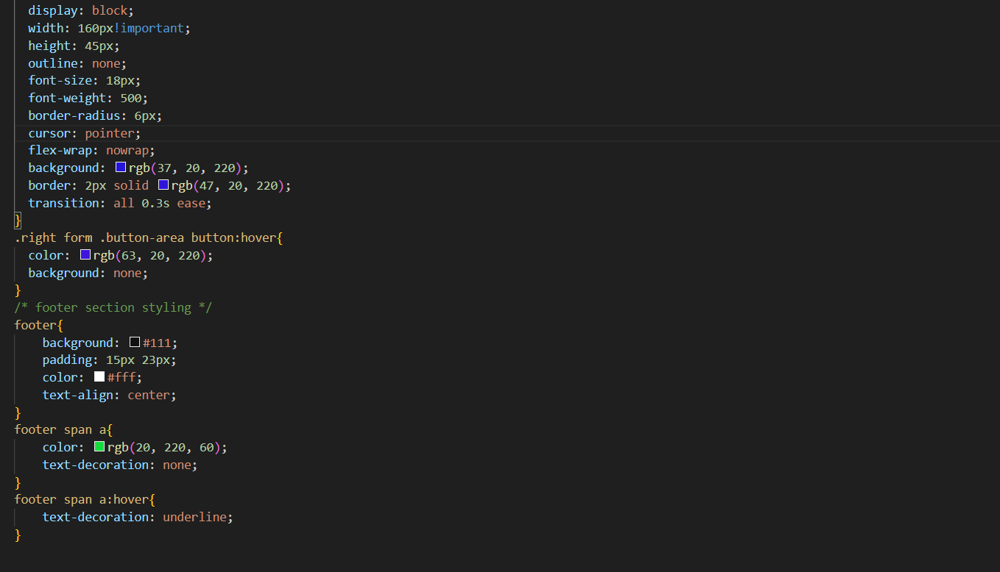 display: block;
width: 160px!important;
height: 45px;
outline: none;
font-size: 18px;
font-weight: 500;
border-radius: 6px;
cursor: pointer;
flex-wrap: nowrap;
background: rgb(37, 20, 220);
border: 2px solid rgb(47, 20, 220);
transition: all 0.3s ease;
}
.right form .button-area button:hover{
color: rgb(63, 20, 220);
background: none;
}
/* footer section styling */
footer{
background: #111;
padding: 15px 23px;
color: #fff;
text-align: center;
}
footer span a{
color: rgb(20, 220, 60);
text-decoration: none;
}
footer span a:hover{
text-decoration: underline;
}